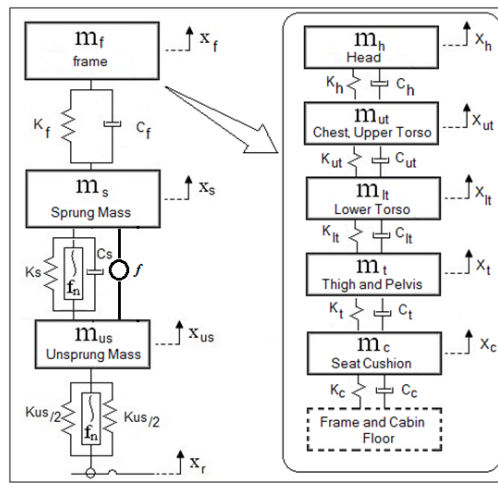 m_f
frame
x_f
K_f
C_f
m_s
Sprung Mass
x_s
Ks
f_n
Cs
f
m_us
Unsprung Mass
x_us
Kus/2
f_n
Kus/2
x_r
m_h
Head
X_h
K_h
C_h
m_ut
Chest, Upper Torso
X_ut
K_ut
C_ut
m_lt
Lower Torso
X_lt
K_lt
C_lt
m_t
Thigh and Pelvis
X_t
K_t
C_t
m_c
Seat Cushion
X_c
K_c
C_c
Frame and Cabin
Floor